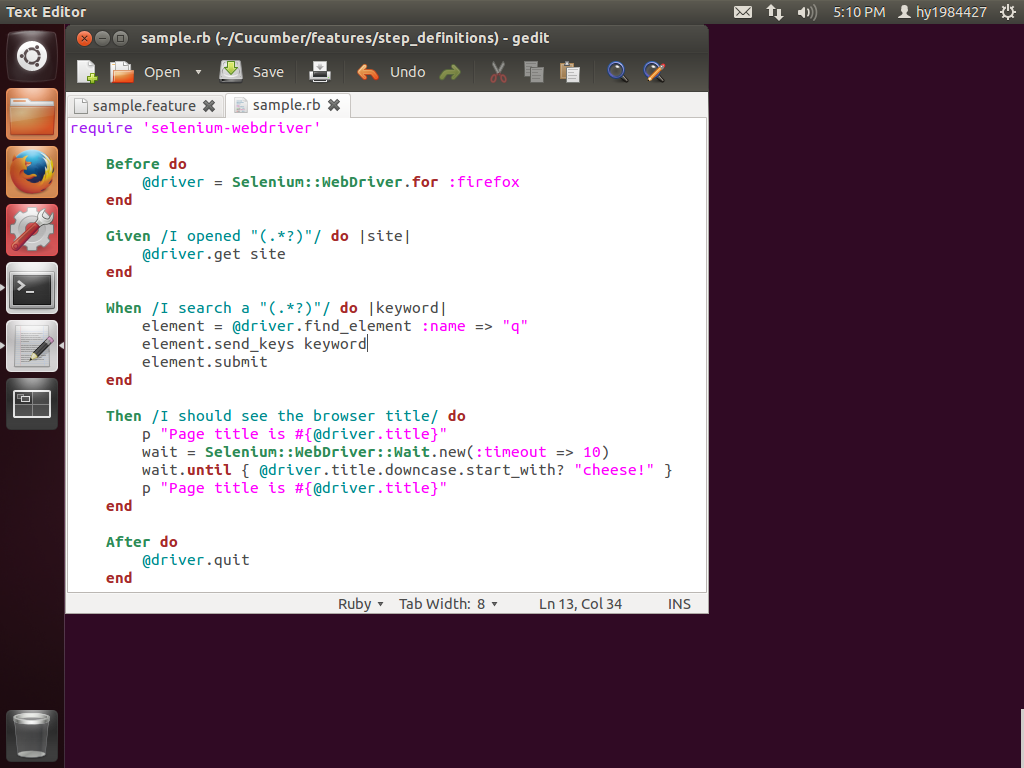 Text Editor 5:10 PM hy1984427
sample.rb (~/Cucumber/features/step_definitions) - gedit
Open Save Undo
sample.feature sample.rb
require 'selenium-webdriver'
Before do
@driver = Selenium::WebDriver.for :firefox
end
Given /I opened "(.*?)"/ do |site|
@driver.get site
end
When /I search a "(.*?)"/ do |keyword|
element = @driver.find_element :name => "q"
element.send_keys keyword
element.submit
end
Then /I should see the browser title/ do
p "Page title is #{@driver.title}"
wait = Selenium::WebDriver::Wait.new(:timeout => 10)
wait.until { @driver.title.downcase.start_with? "cheese!" }
p "Page title is #{@driver.title}"
end
After do
@driver.quit
end
Ruby Tab Width: 8 Ln 13, Col 34 INS